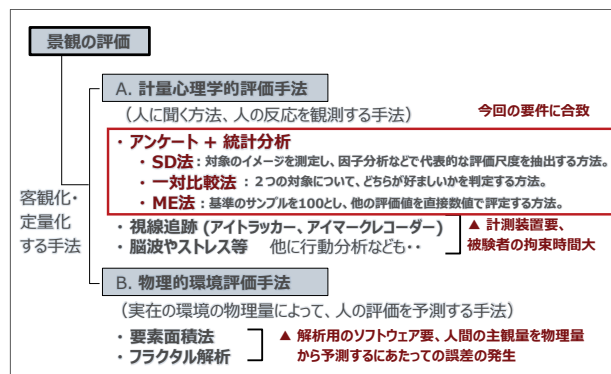 景観の評価
A. 計量心理学的評価手法
（人に聞く方法、人の反応を観測する手法）
今回の要件に合致
・アンケート + 統計分析
・SD法：対象のイメージを測定し、因子分析などで代表的な評価尺度を抽出する方法。
・一対比較法 ：２つの対象について、どちらが好ましいかを判定する方法。
・ME法：基準のサンプルを100とし、他の評価値を直接数値で評定する方法。
客観化・
定量化
する手法
・視線追跡 (アイトラッカー、アイマークレコーダー)
・脳波やストレス等 他に行動分析なども・・
▲ 計測装置要、
被験者の拘束時間大
B. 物理的環境評価手法
（実在の環境の物理量によって、人の評価を予測する手法）
・要素面積法
・フラクタル解析
▲ 解析用のソフトウェア要、人間の主観量を物理量
から予測するにあたっての誤差の発生